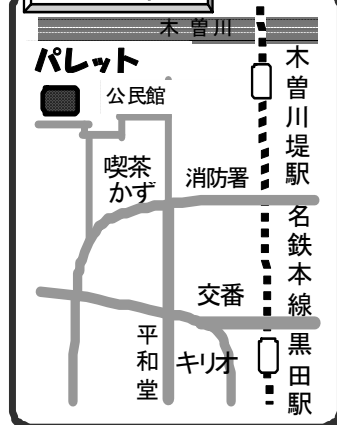 木曽川
パレット
公民館
木曽川堤駅
喫茶
かず
消防署
名鉄本線
交番
平和堂
キリオ
黒田駅